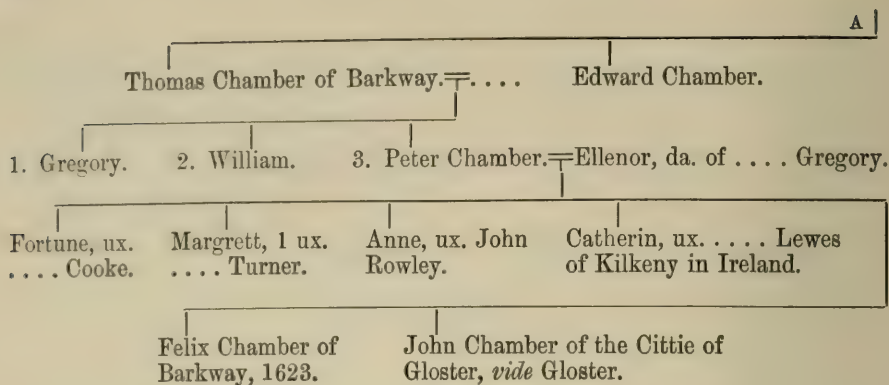 A
Thomas Chamber of Barkway.=. . . . Edward Chamber.
1. Gregory. 2. William. 3. Peter Chamber.=Ellenor, da. of . . . . Gregory.
Fortune, ux. Margrett, 1 ux. Anne, ux. John Catherin, ux. . . . . Lewes
. . . . Cooke. . . . . Turner. Rowley. of Kilkeny in Ireland.
Felix Chamber of John Chamber of the Cittie of
Barkway, 1623. Gloster, vide Gloster.